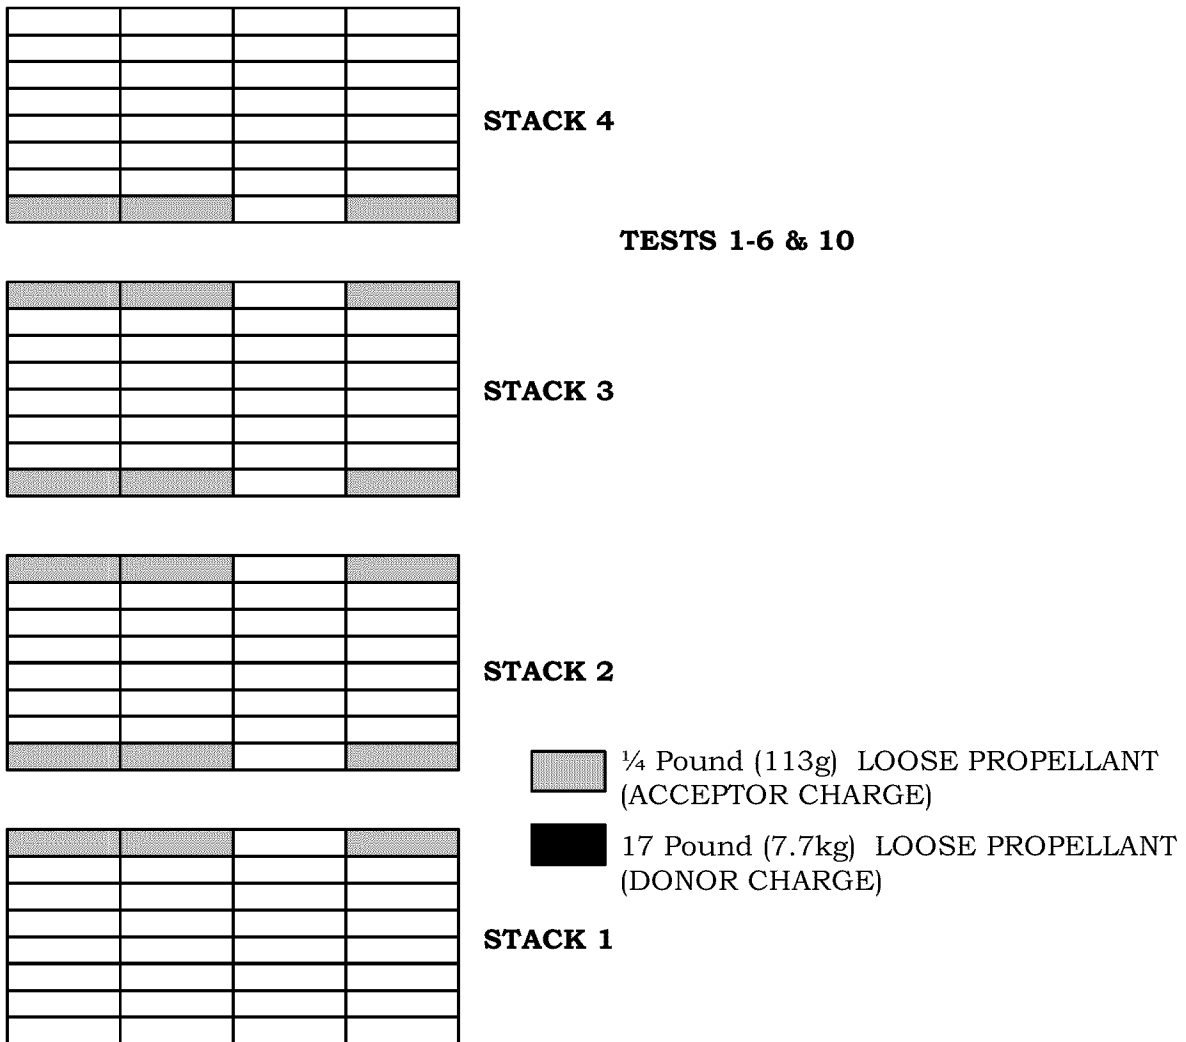 STACK 4
TESTS 1-6 & 10
STACK 3
STACK 2
¼ Pound (113g) LOOSE PROPELLANT
(ACCEPTOR CHARGE)
17 Pound (7.7kg) LOOSE PROPELLANT
(DONOR CHARGE)
STACK 1